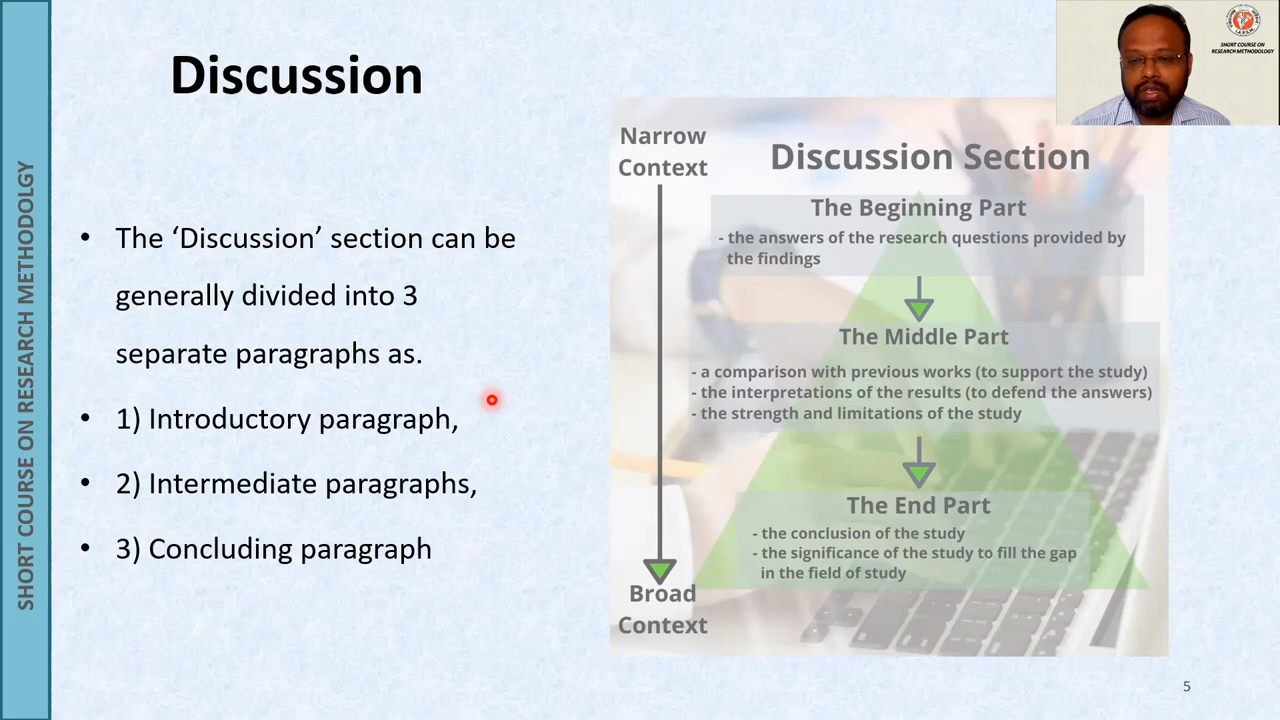 SHORT COURSE ON RESEARCH METHODOLGY
Discussion
• The ‘Discussion’ section can be
generally divided into 3
separate paragraphs as.
• 1) Introductory paragraph,
• 2) Intermediate paragraphs,
• 3) Concluding paragraph
Narrow
Context
Broad
Context
Discussion Section
The Beginning Part
- the answers of the research questions provided by
the findings
The Middle Part
- a comparison with previous works (to support the study)
- the interpretations of the results (to defend the answers)
- the strength and limitations of the study
The End Part
- the conclusion of the study
- the significance of the study to fill the gap
in the field of study
SHORT COURSE ON
RESEARCH METHODOLOGY
5